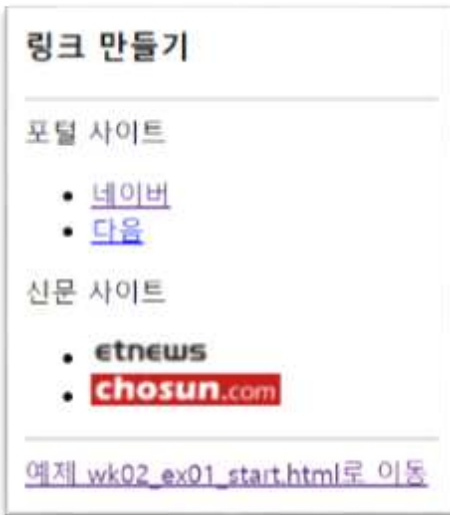 링크 만들기
포털 사이트
네이버
다음
신문 사이트
etnews
chosun.com
예제 wk02_ex01_start.html로 이동